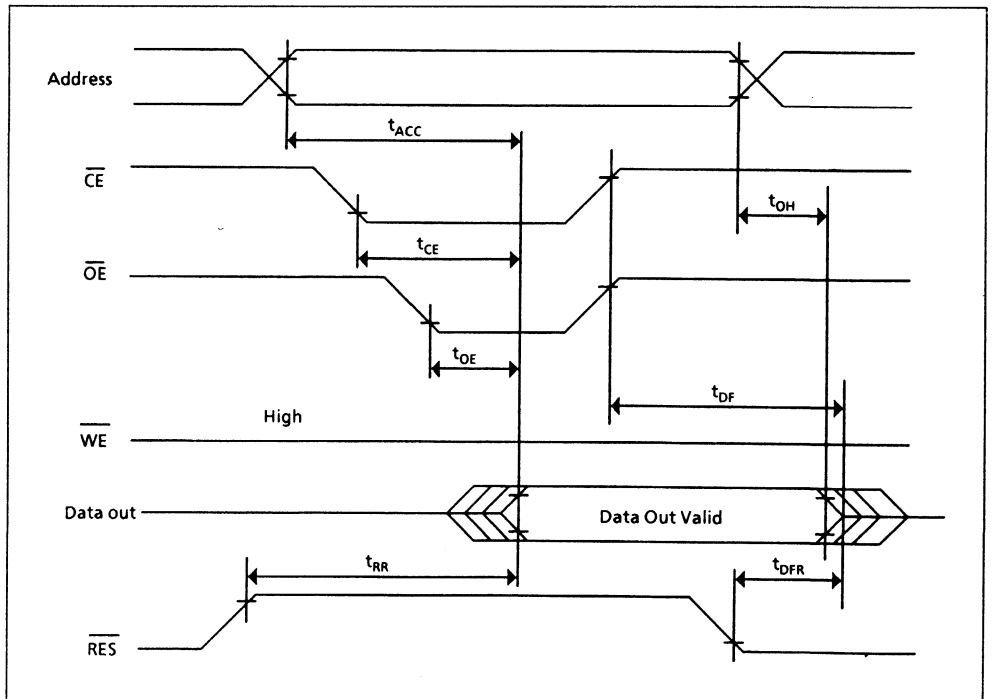 Address
tACC
CE
tOH
tCE
OE
tOE
tDF
High
WE
Data out
Data Out Valid
tRR
tDFR
RES